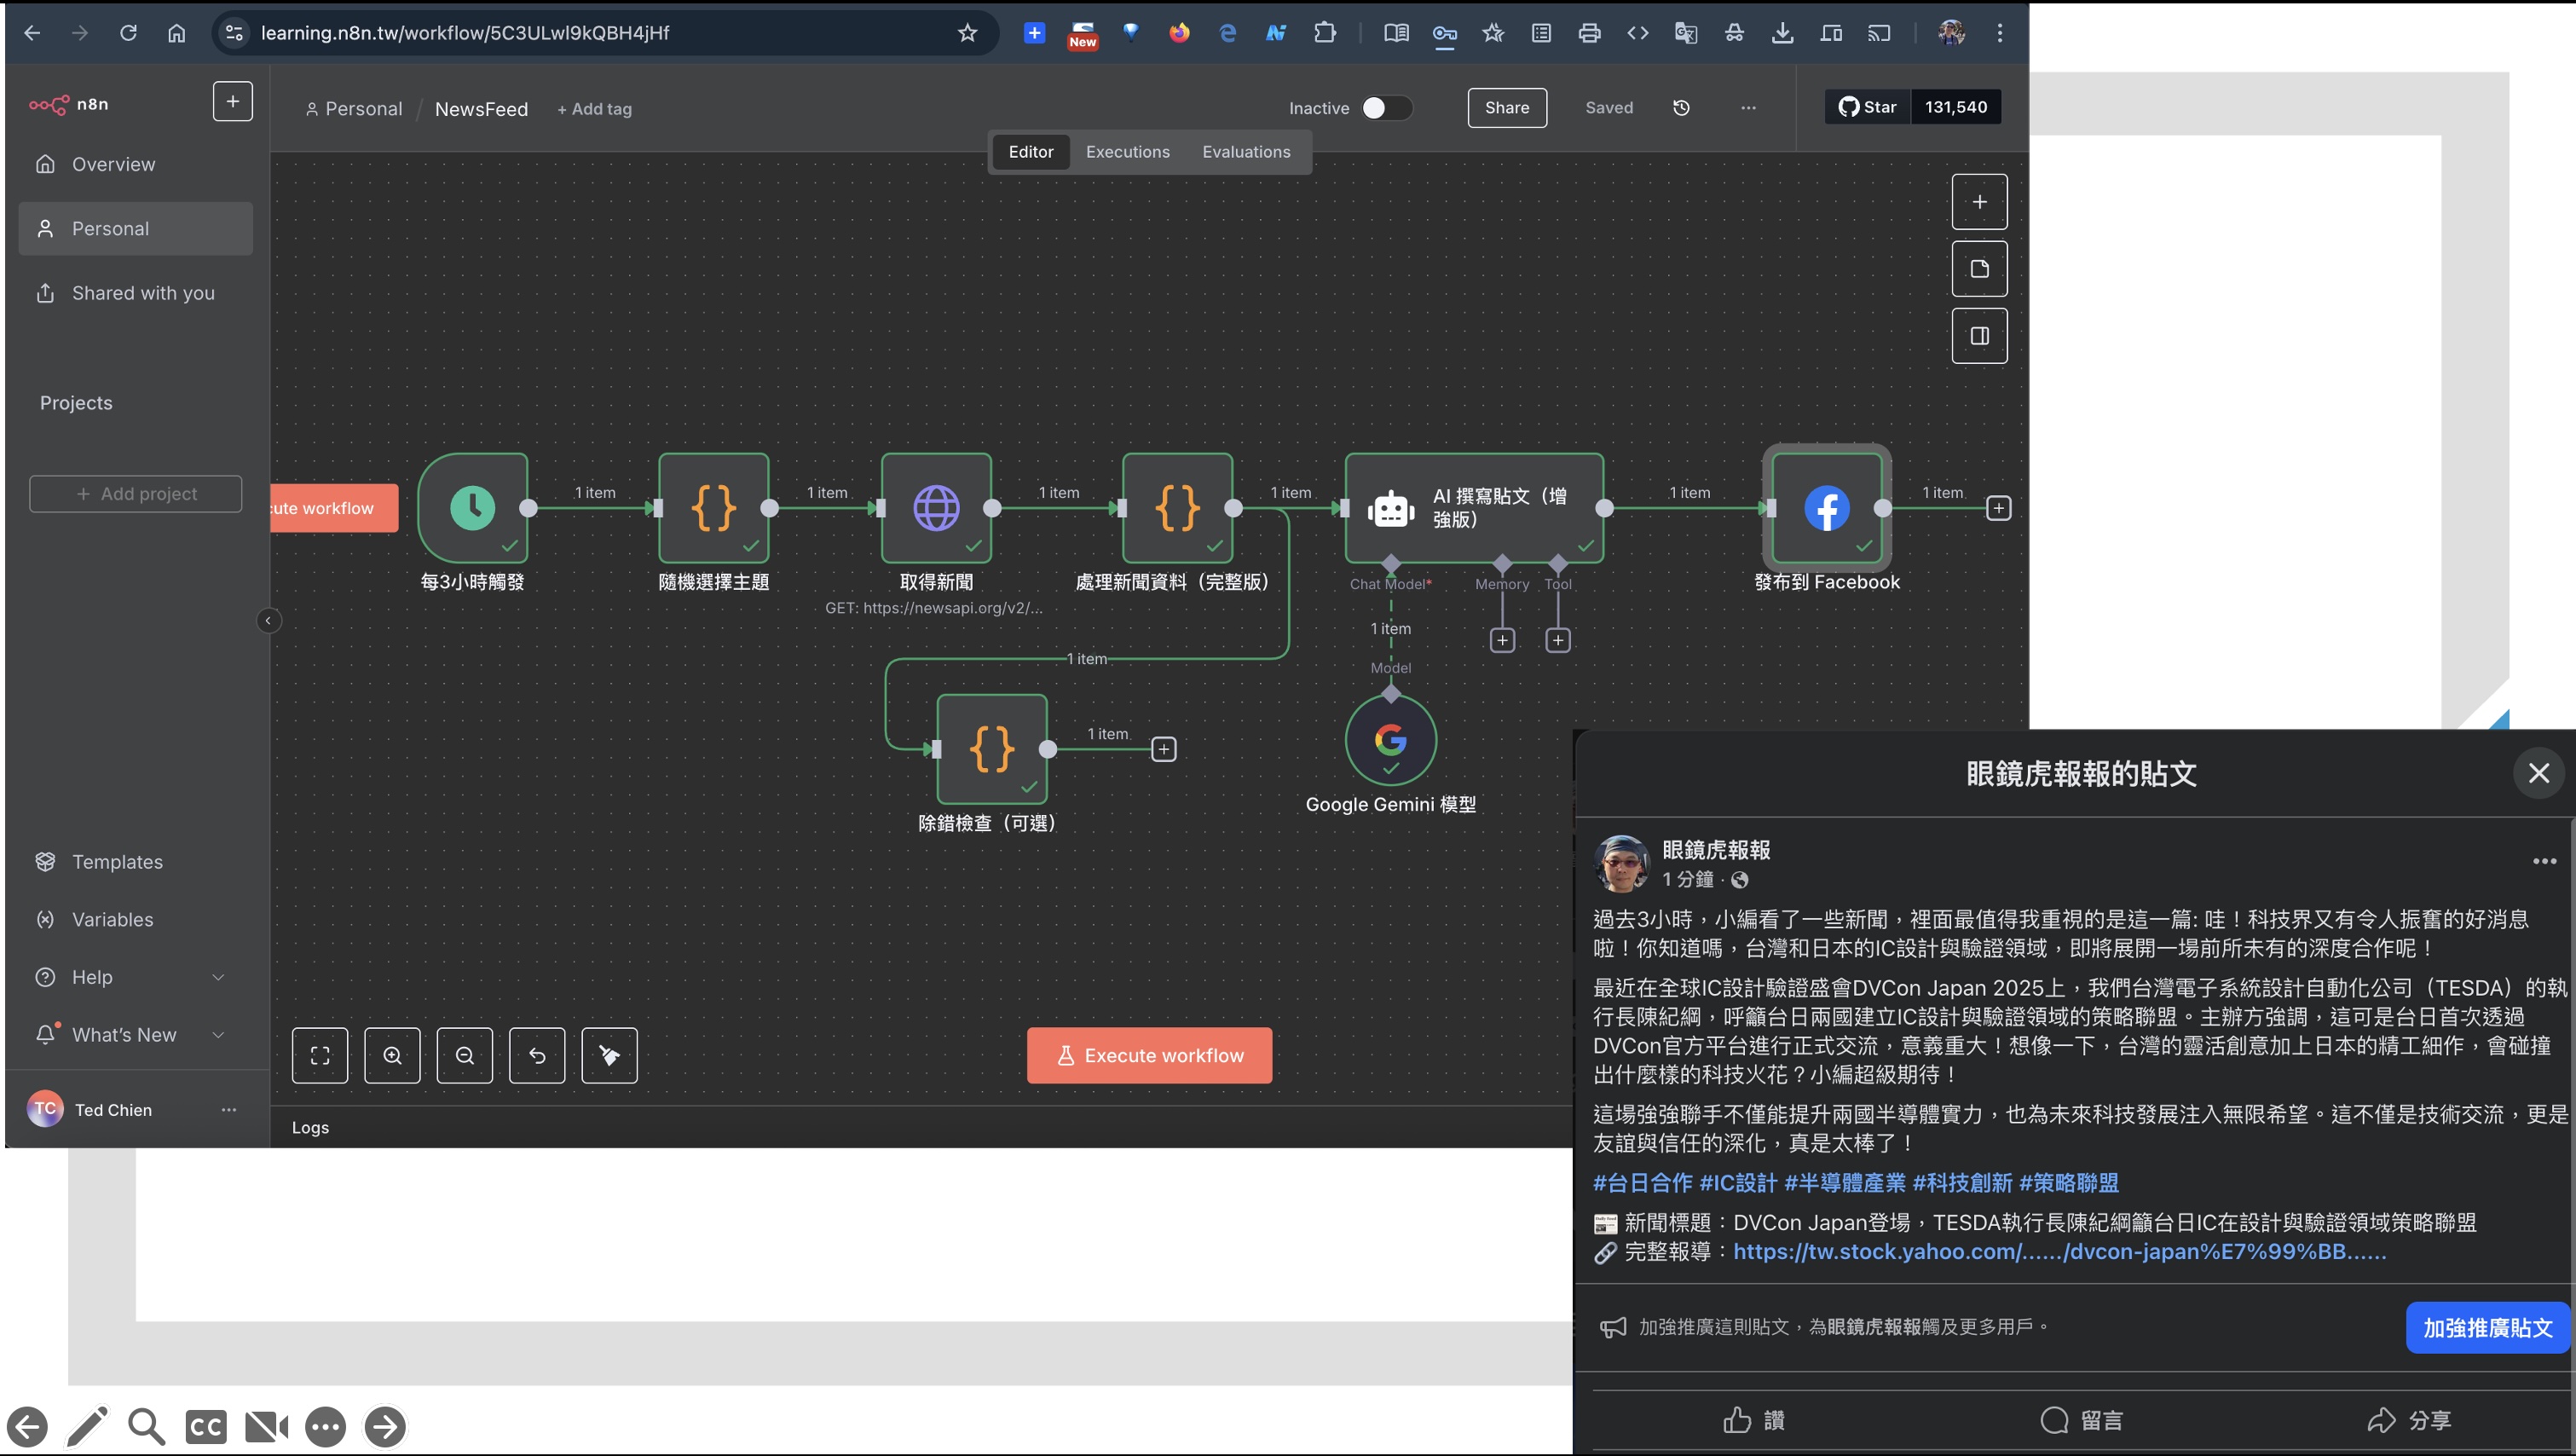 learning.n8n.tw/workflow/5C3ULwl9kQBH4jHf
New
n8n
Personal / NewsFeed + Add tag
Inactive
Share
Saved
Star 131,540
Editor Executions Evaluations
Overview
Personal
Shared with you
Projects
+ Add project
cute workflow
1 item
1 item
1 item
1 item
1 item
1 item
AI 撰寫貼文（增
強版）
每3小時觸發
隨機選擇主題
取得新聞
GET: https://newsapi.org/v2/...
處理新聞資料（完整版）
Chat Model*
Memory
Tool
發布到 Facebook
1 item
Model
1 item
1 item
除錯檢查（可選）
Google Gemini 模型
Templates
Variables
Help
What's New
TC Ted Chien
Execute workflow
Logs
眼鏡虎報報的貼文
眼鏡虎報報
1 分鐘 ·
過去3小時，小編看了一些新聞，裡面最值得我重視的是這一篇: 哇！科技界又有令人振奮的好消息
啦！你知道嗎，台灣和日本的IC設計與驗證領域，即將展開一場前所未有的深度合作呢！
最近在全球IC設計驗證盛會DVCon Japan 2025上，我們台灣電子系統設計自動化公司（TESDA）的執
行長陳紀綱，呼籲台日兩國建立IC設計與驗證領域的策略聯盟。主辦方強調，這可是台日首次透過
DVCon官方平台進行正式交流，意義重大！想像一下，台灣的靈活創意加上日本的精工細作，會碰撞
出什麼樣的科技火花？小編超級期待！
這場強強聯手不僅能提升兩國半導體實力，也為未來科技發展注入無限希望。這不僅是技術交流，更是
友誼與信任的深化，真是太棒了！
#台日合作 #IC設計 #半導體產業 #科技創新 #策略聯盟
新聞標題：DVCon Japan登場，TESDA執行長陳紀綱籲台日IC在設計與驗證領域策略聯盟
完整報導：https://tw.stock.yahoo.com/....../dvcon-japan%E7%99%BB......
加強推廣這則貼文，為眼鏡虎報報觸及更多用戶。
加強推廣貼文
讚
留言
分享
CC